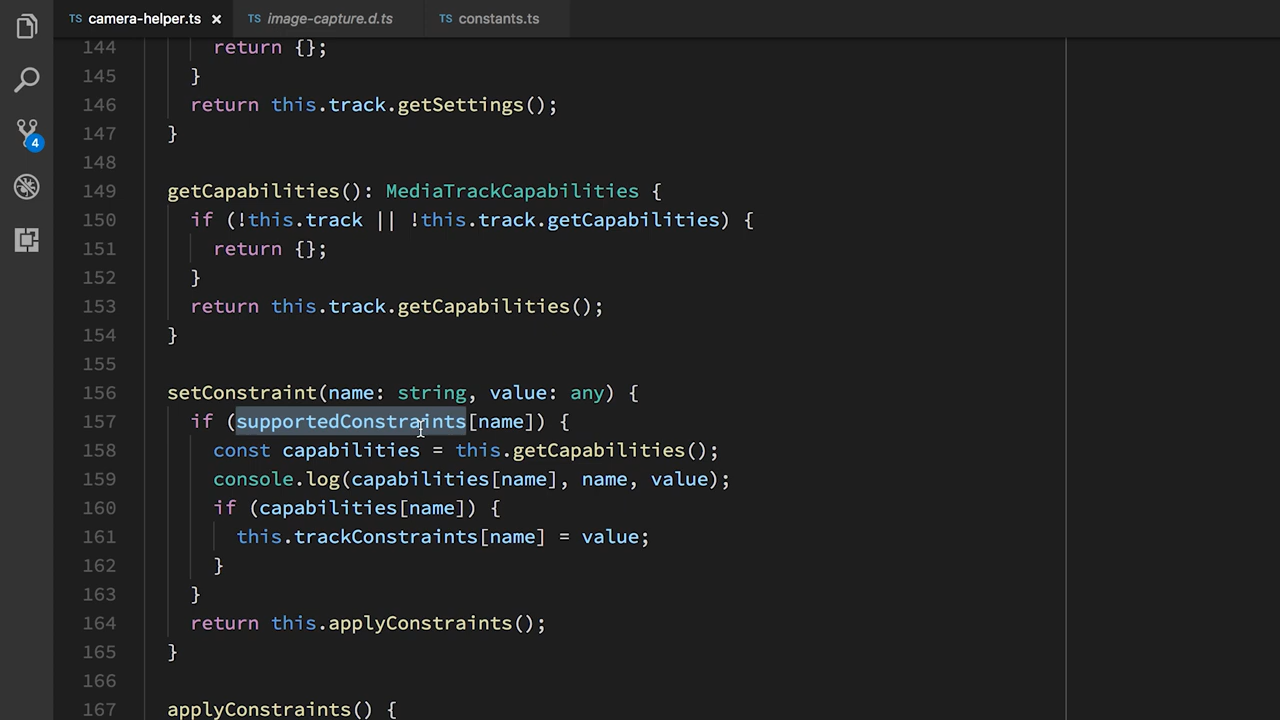 TS camera-helper.ts × TS image-capture.d.ts TS constants.ts
4
144 return {};
145 }
146 return this.track.getSettings();
147 }
148
149 getCapabilities(): MediaTrackCapabilities {
150 if (!this.track || !this.track.getCapabilities) {
151 return {};
152 }
153 return this.track.getCapabilities();
154 }
155
156 setConstraint(name: string, value: any) {
157 if (supportedConstraints[name]) {
158 const capabilities = this.getCapabilities();
159 console.log(capabilities[name], name, value);
160 if (capabilities[name]) {
161 this.trackConstraints[name] = value;
162 }
163 }
164 return this.applyConstraints();
165 }
166
167 applyConstraints() {